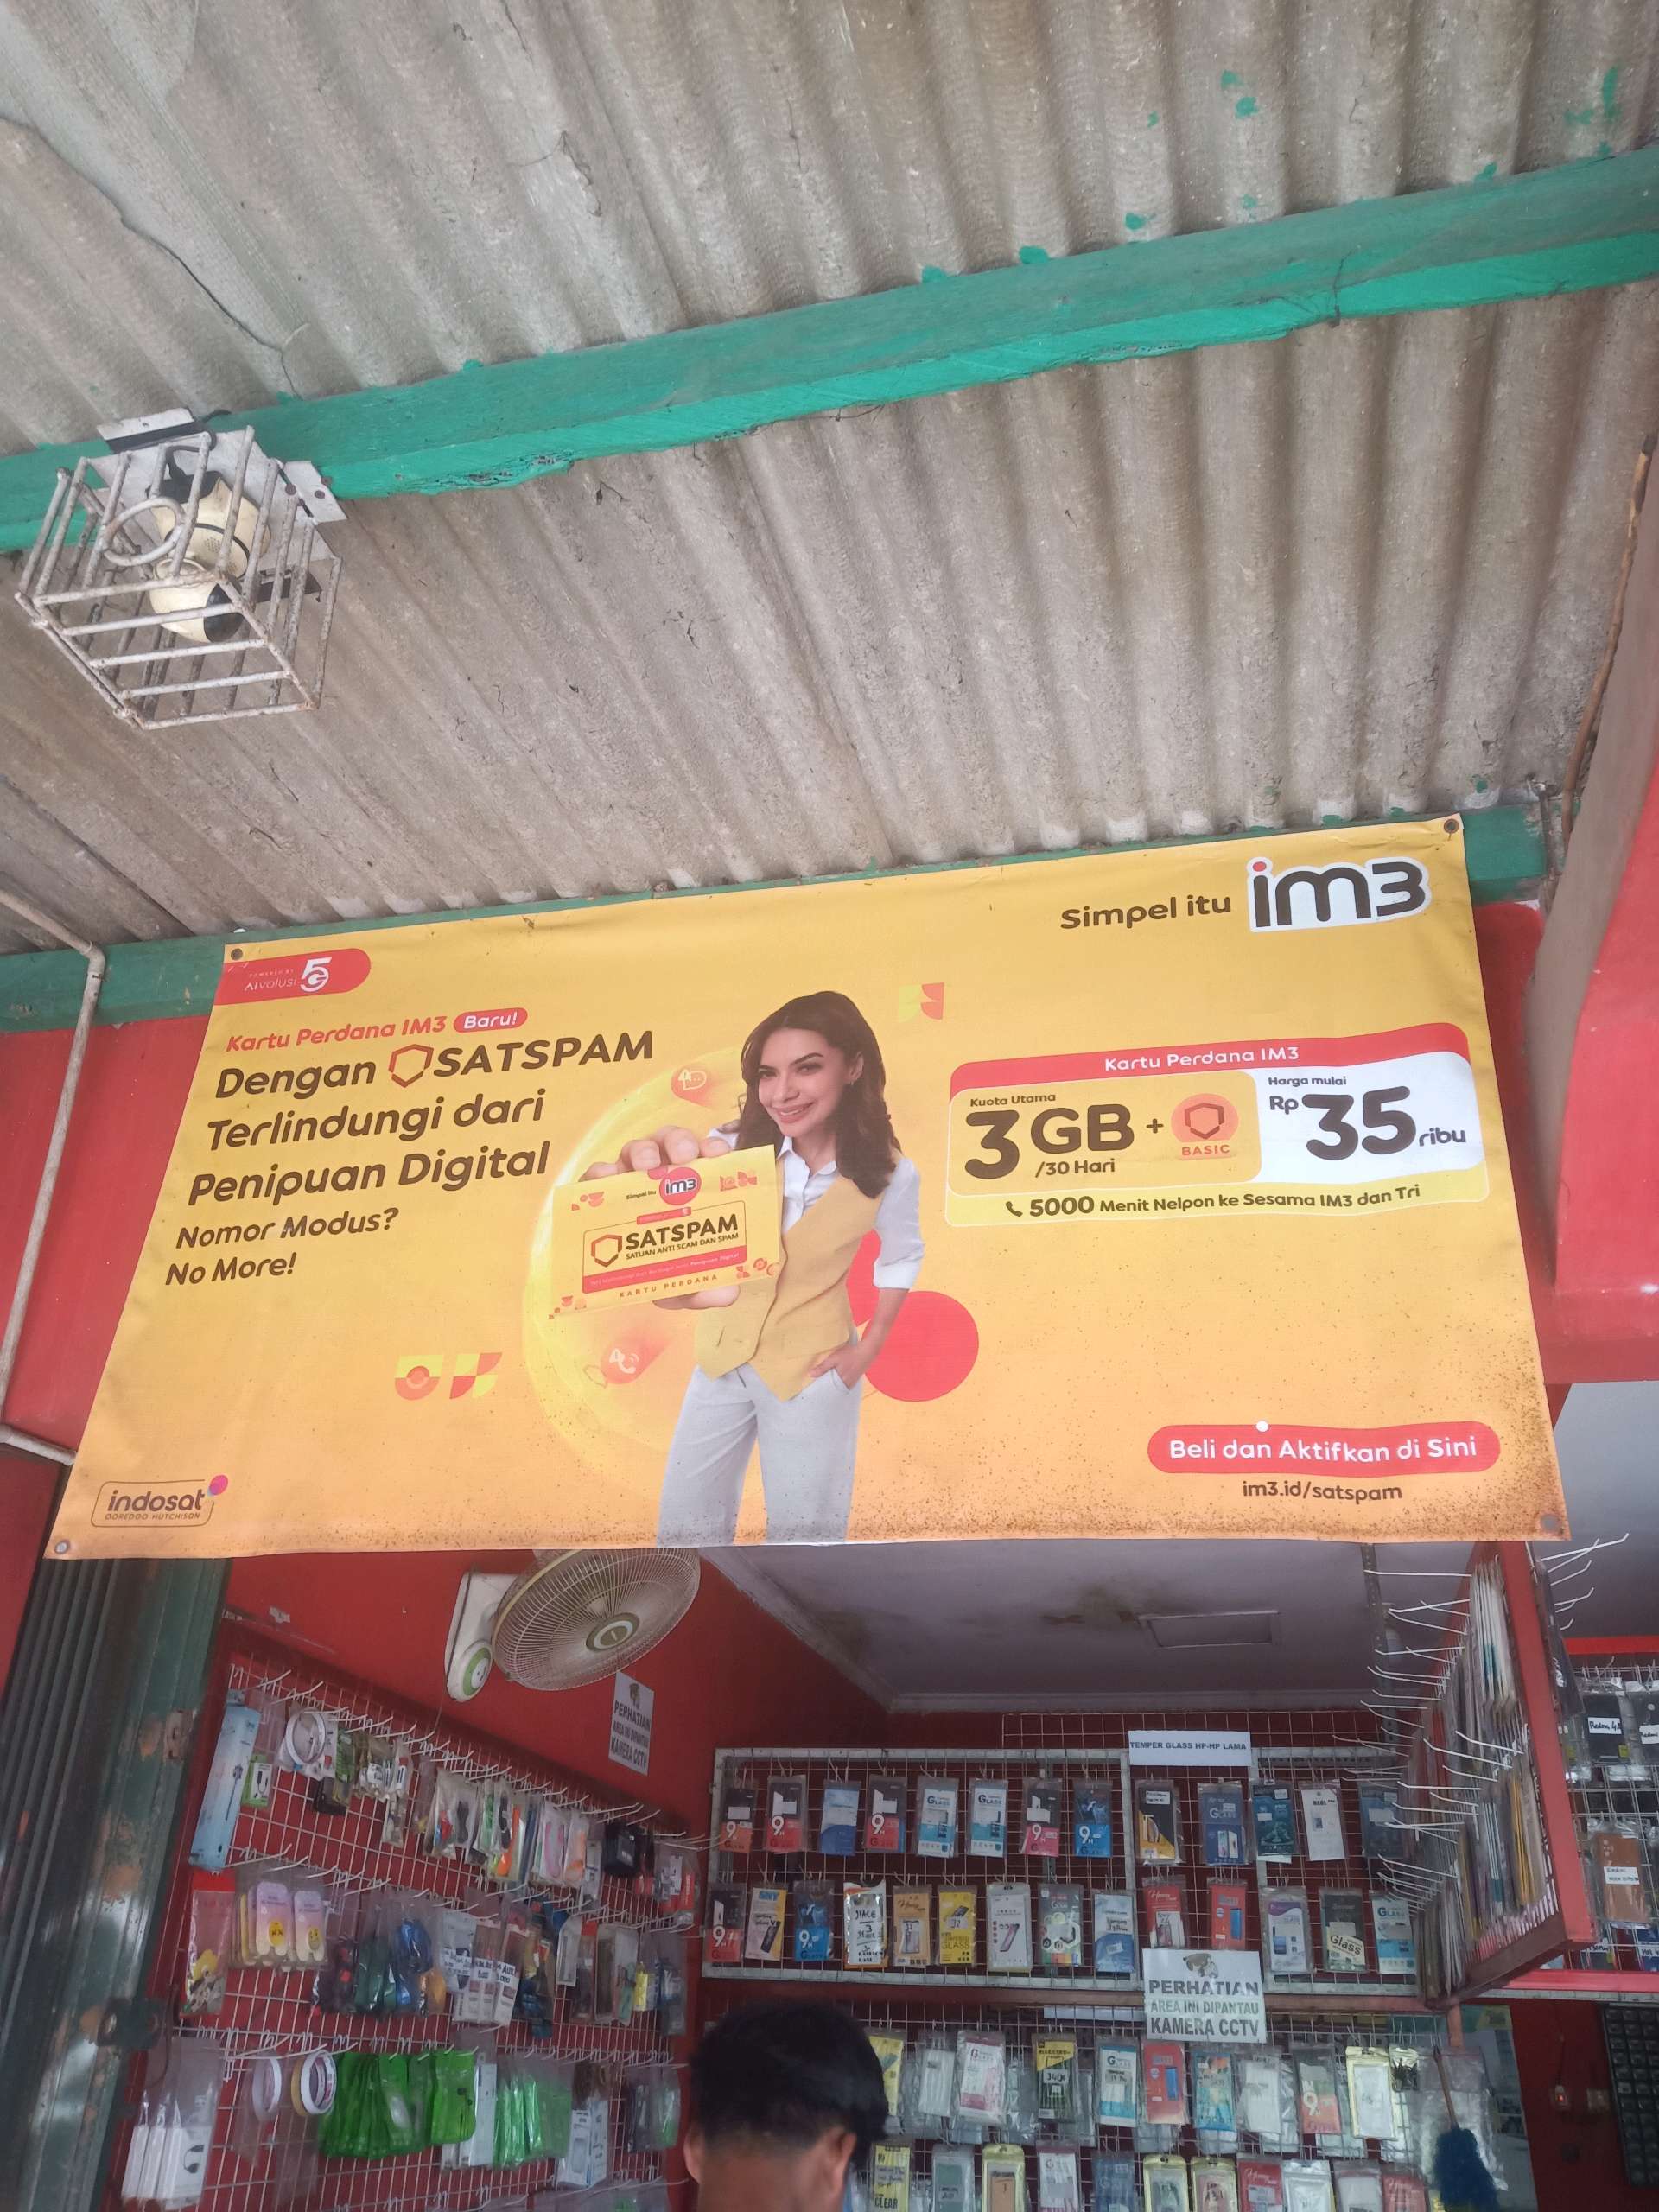 Simpel itu im3
POWERED BY
AIvolusi 5G
Kartu Perdana IM3 Baru!
Dengan SATSPAM
Terlindungi dari
Penipuan Digital
Nomor Modus?
No More!
Simpel itu im3
SATSPAM
SATUAN ANTI SCAM DAN SPAM
KARTU PERDANA
Kartu Perdana IM3
Kuota Utama
3 GB + BASIC
/30 Hari
Harga mulai
Rp 35 ribu
5000 Menit Nelpon ke Sesama IM3 dan Tri
Beli dan Aktifkan di Sini
im3.id/satspam
indosat
OOREDOO HUTCHISON
PERHATIAN
AREA INI DIPANTAU
KAMERA CCTV
TEMPER GLASS HP-HP LAMA
PERHATIAN
AREA INI DIPANTAU
KAMERA CCTV
Glass
CLEAR